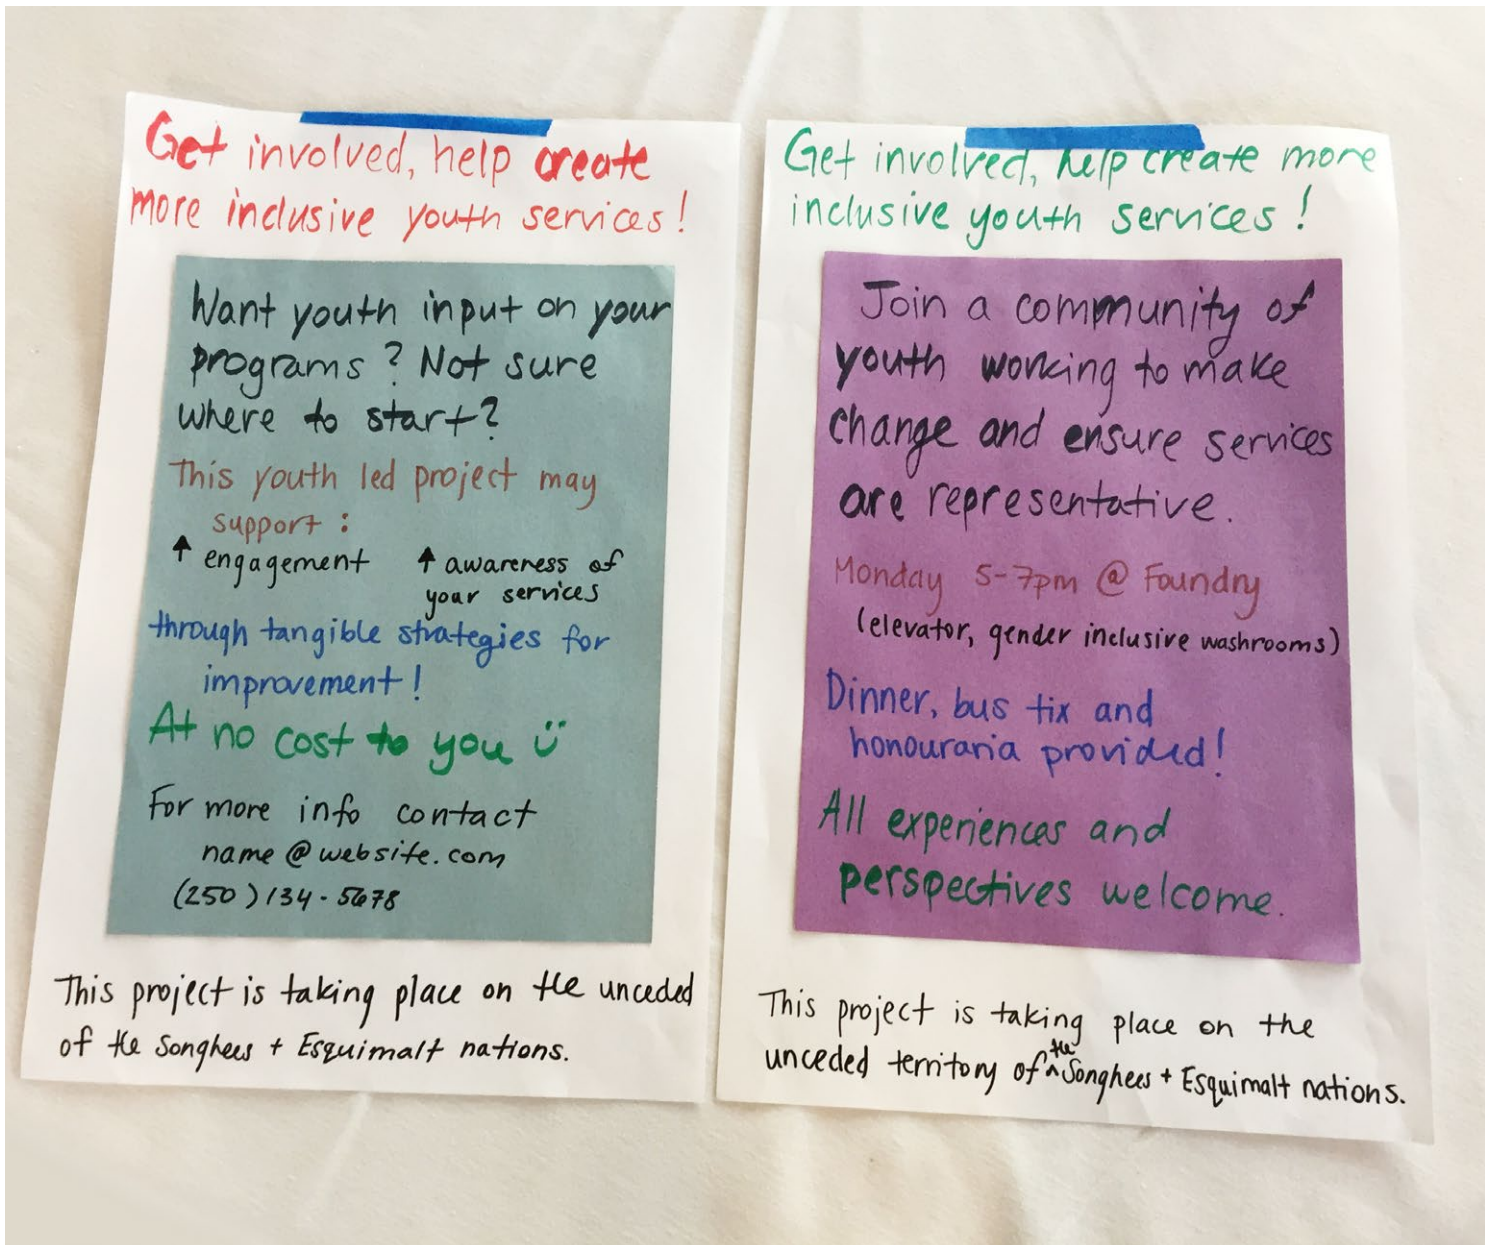 Get involved, help create
more inclusive youth services!
Want youth input on your
programs? Not sure
where to start?
This youth led project may
support:
↑ engagement ↑ awareness of
your services
through tangible strategies for
improvement!
At no cost to you ü
For more info contact
name@website.com
(250)134-5678
This project is taking place on the unceded
of the Songhees + Esquimalt nations.
Get involved, help create more
inclusive youth services!
Join a community of
youth working to make
change and ensure services
are representative.
Monday 5-7pm @ Foundry
(elevator, gender inclusive washrooms)
Dinner, bus tix and
honouraria provided!
All experiences and
perspectives welcome.
This project is taking place on the
unceded territory of ^the Songhees + Esquimalt nations.